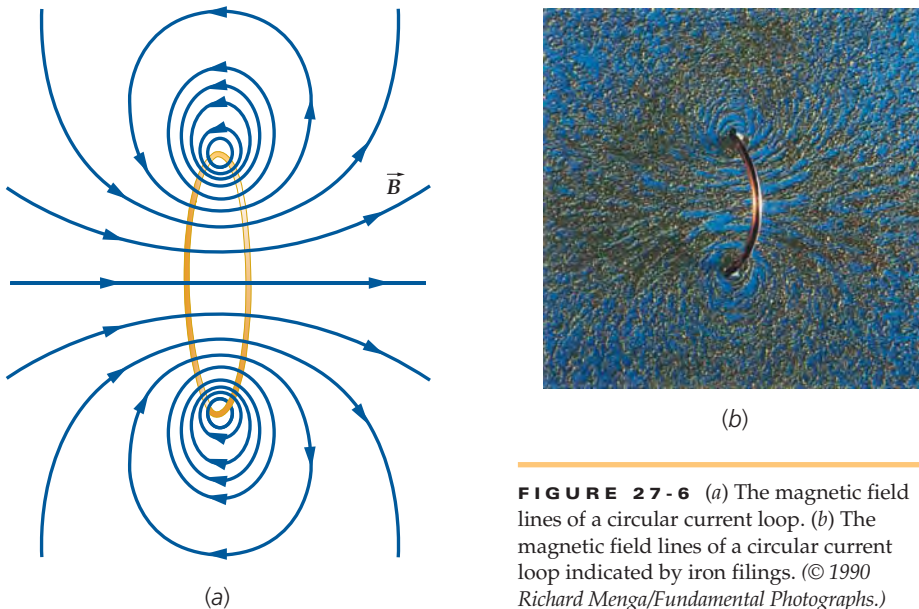 B
(a)
(b)
FIGURE 27-6 (a) The magnetic field
lines of a circular current loop. (b) The
magnetic field lines of a circular current
loop indicated by iron filings. (© 1990
Richard Menga/Fundamental Photographs.)